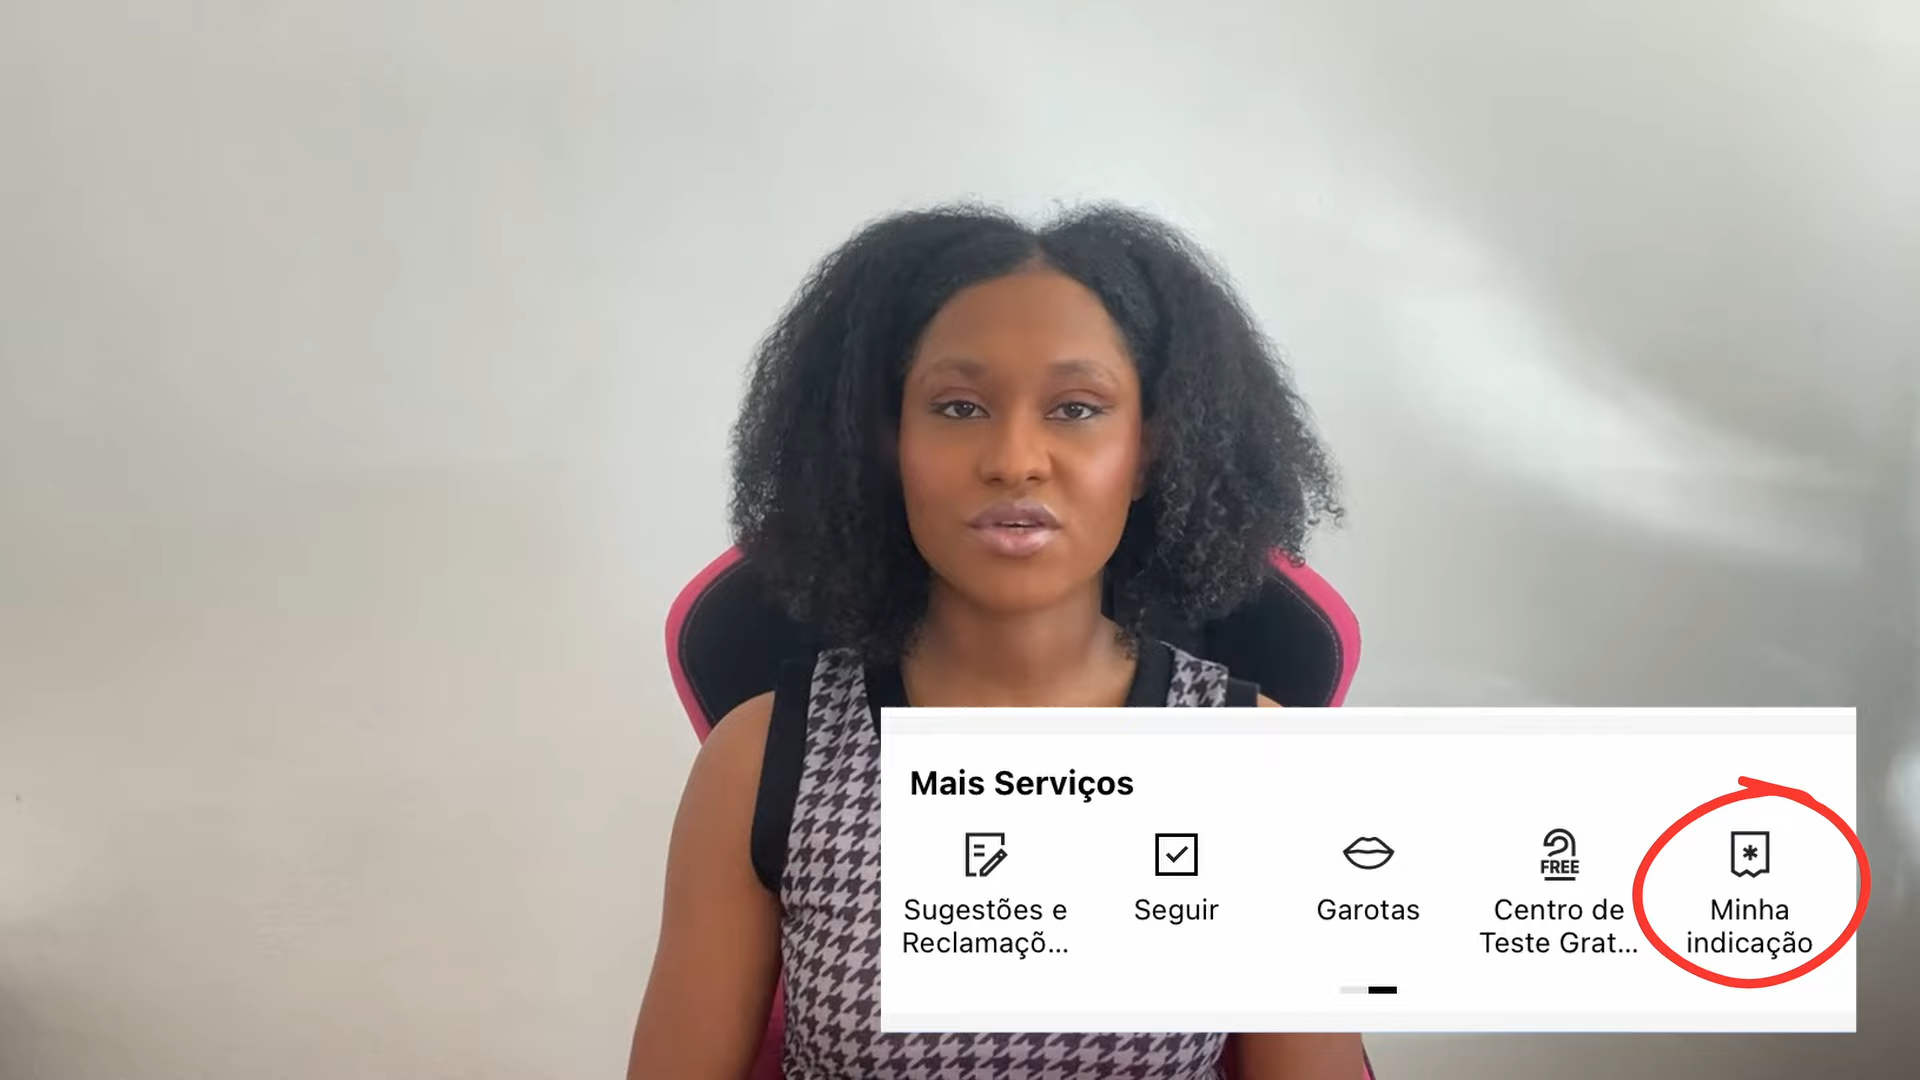 Mais Serviços
FREE
Sugestões e
Reclamaçõ...
Seguir
Garotas
Centro de
Teste Grat...
Minha
indicação